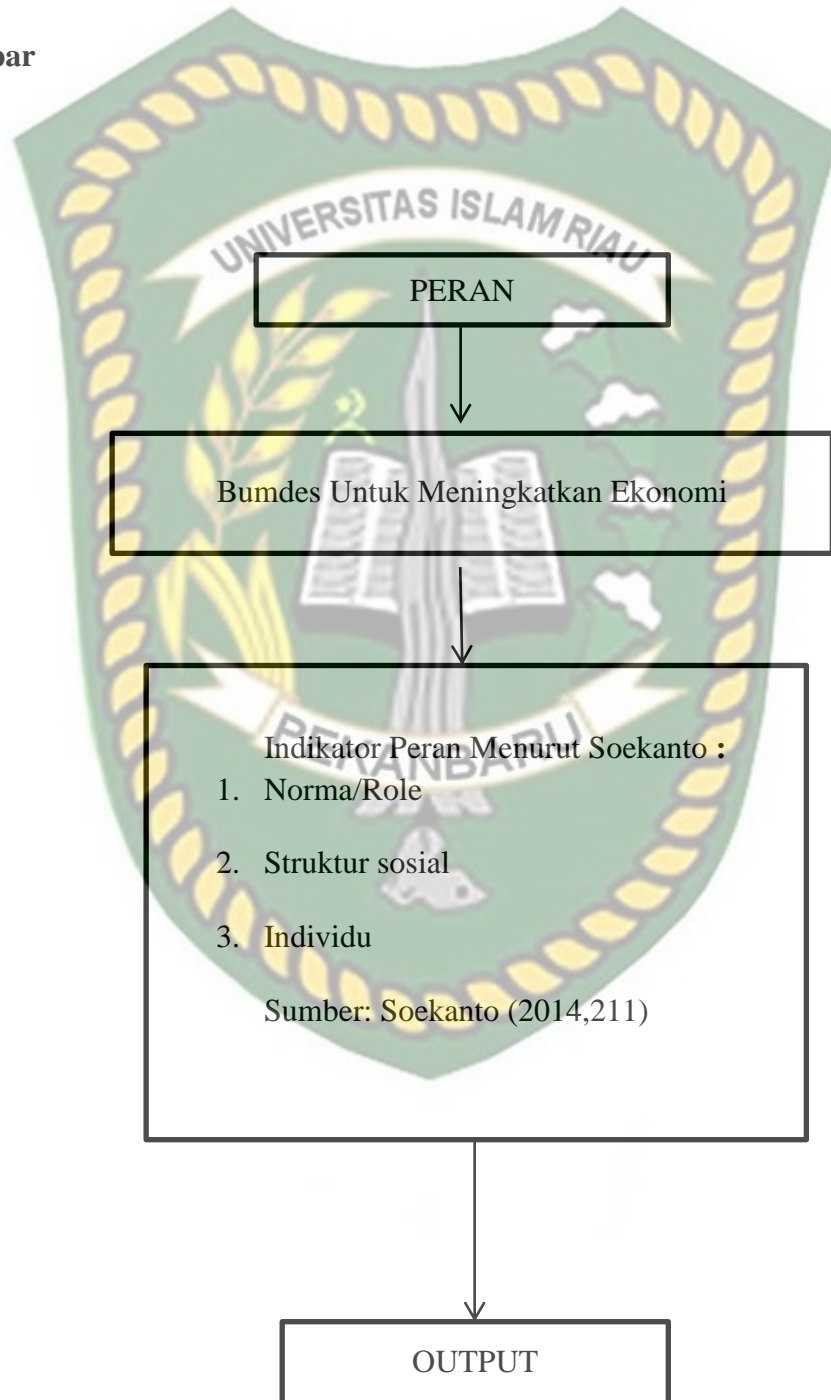 bar
UNIVERSITAS ISLAM RIAU
PERAN
Bumdes Untuk Meningkatkan Ekonomi
PEKANBARU
Indikator Peran Menurut Soekanto :
1. Norma/Role
2. Struktur sosial
3. Individu
Sumber: Soekanto (2014,211)
OUTPUT